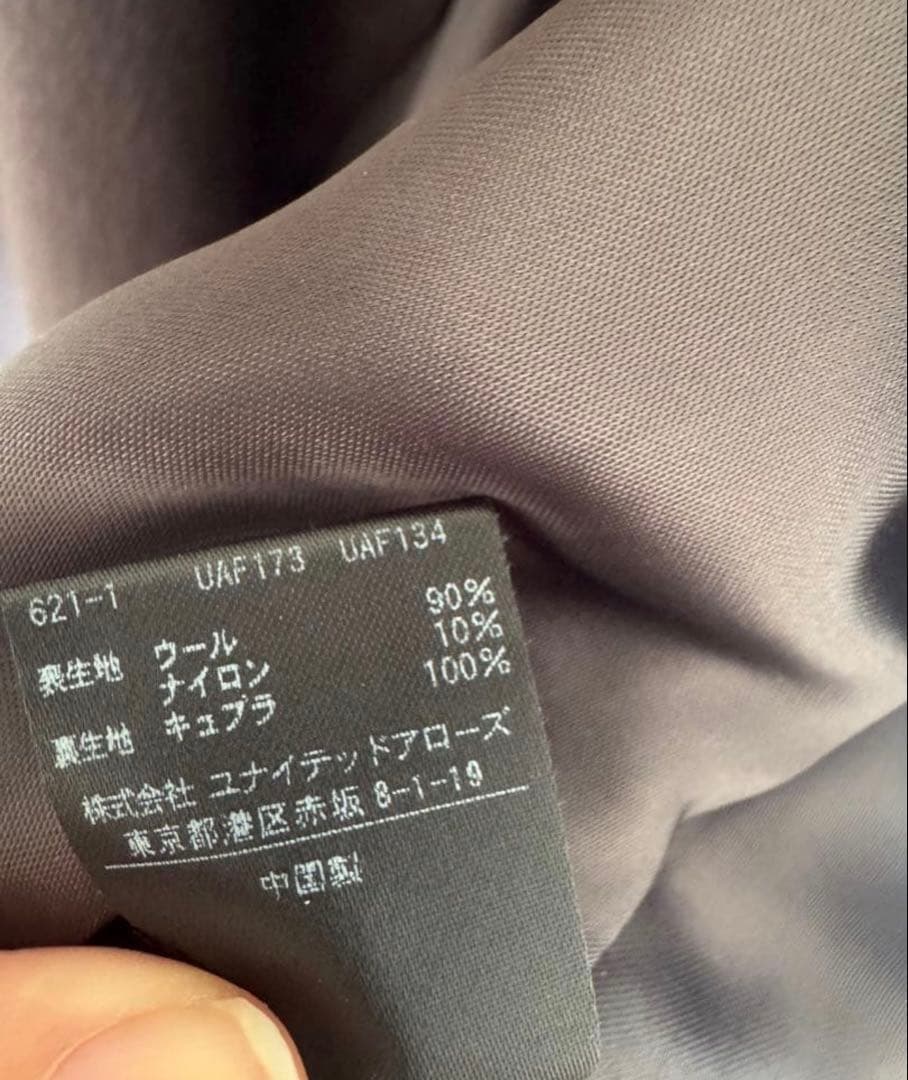 621-1 UAF173 UAF134
表生地 ウール 90%
ナイロン 10%
裏生地 キュプラ 100%
株式会社 ユナイテッドアローズ
東京都港区赤坂 8-1-19
中国製